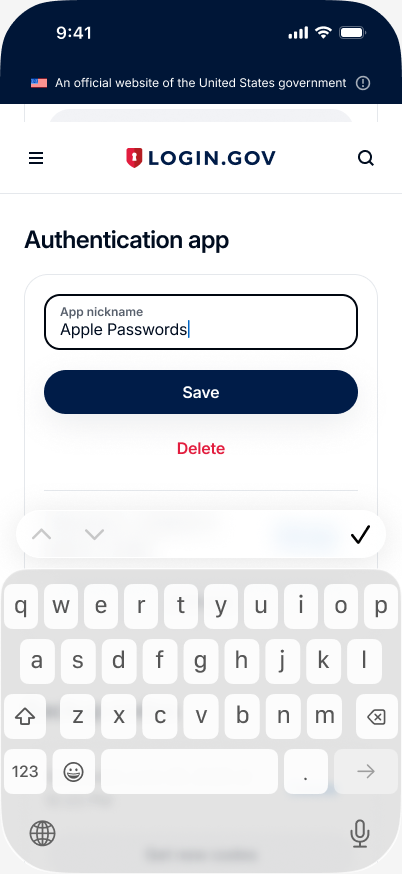 9:41
An official website of the United States government
LOGIN.GOV
Authentication app
App nickname
Apple Passwords
Save
Delete
q w e r t y u i o p
a s d f g h j k l
z x c v b n m
123 .